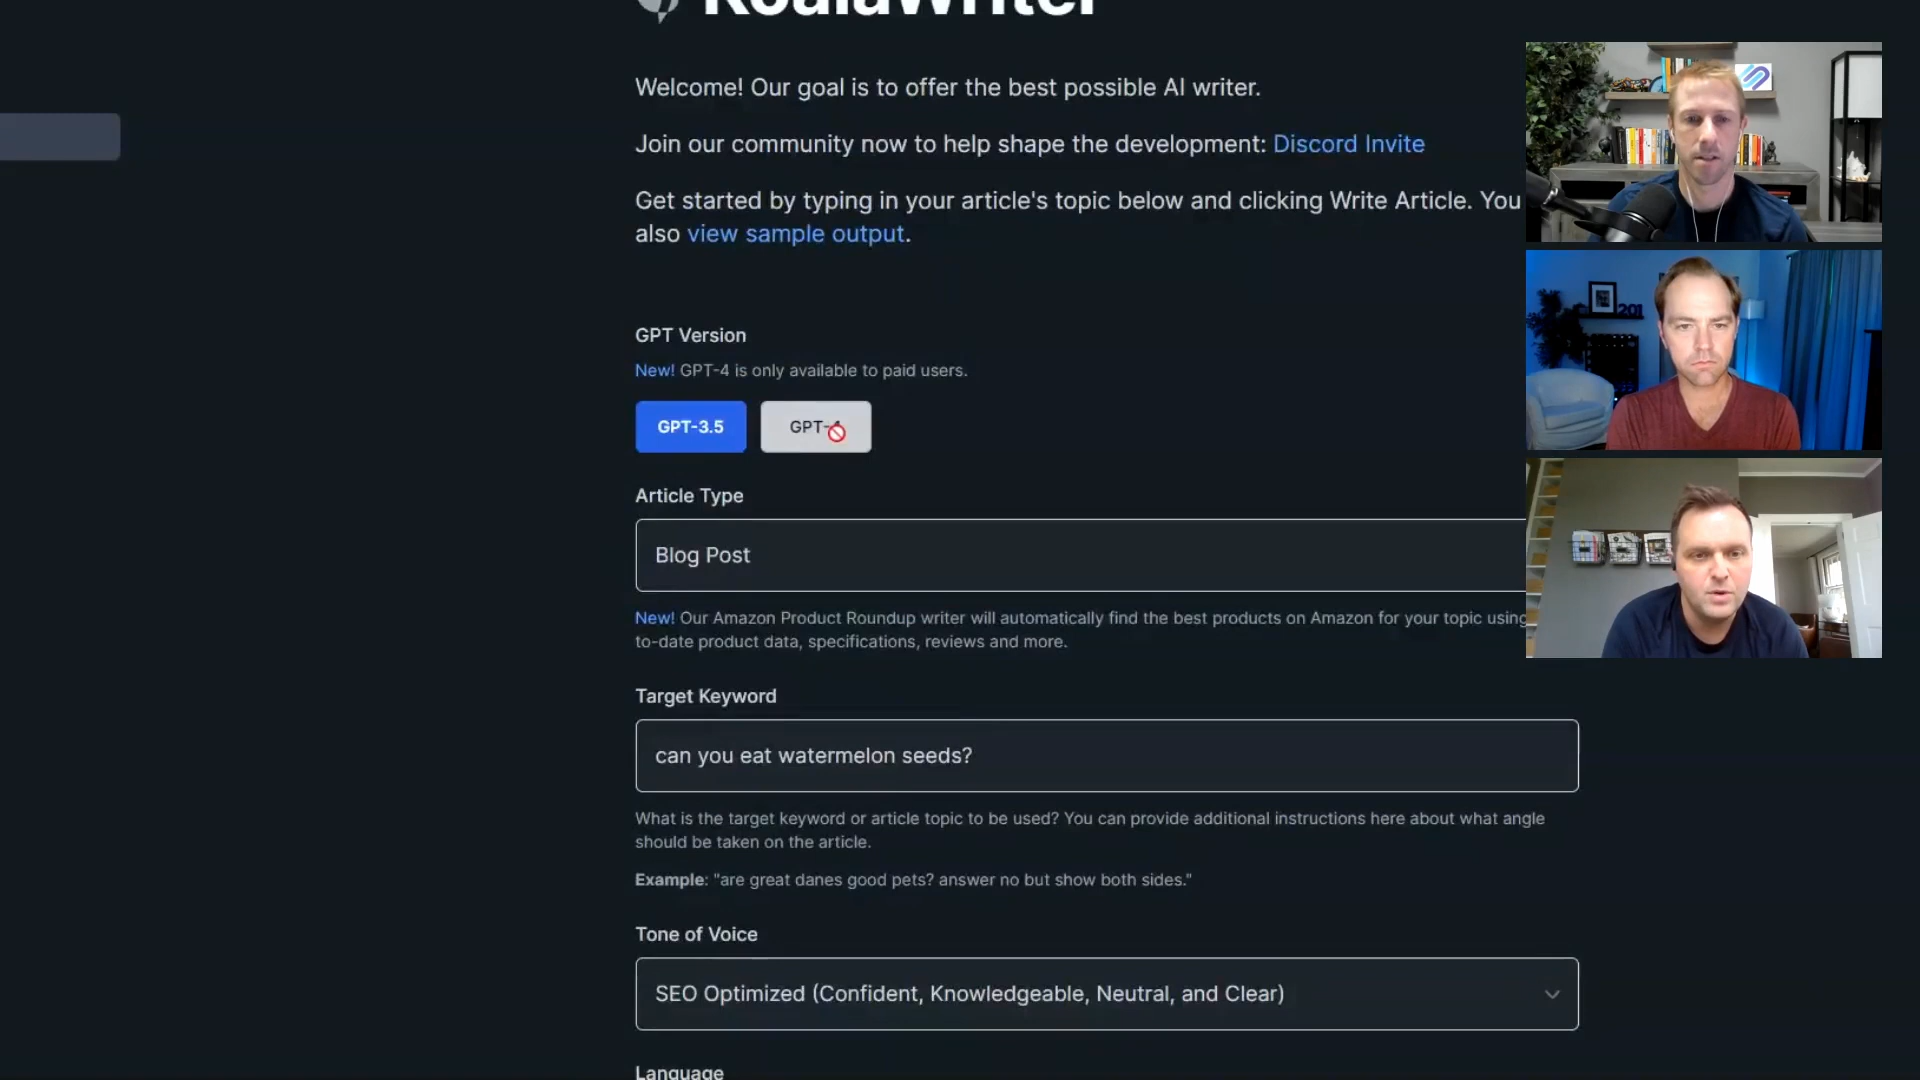 KoalaWriter
Welcome! Our goal is to offer the best possible AI writer.
Join our community now to help shape the development: Discord Invite
Get started by typing in your article's topic below and clicking Write Article. You
also view sample output.
GPT Version
New! GPT-4 is only available to paid users.
GPT-3.5
GPT-4
Article Type
Blog Post
New! Our Amazon Product Roundup writer will automatically find the best products on Amazon for your topic using
to-date product data, specifications, reviews and more.
Target Keyword
can you eat watermelon seeds?
What is the target keyword or article topic to be used? You can provide additional instructions here about what angle
should be taken on the article.
Example: "are great danes good pets? answer no but show both sides."
Tone of Voice
SEO Optimized (Confident, Knowledgeable, Neutral, and Clear)
Language
201